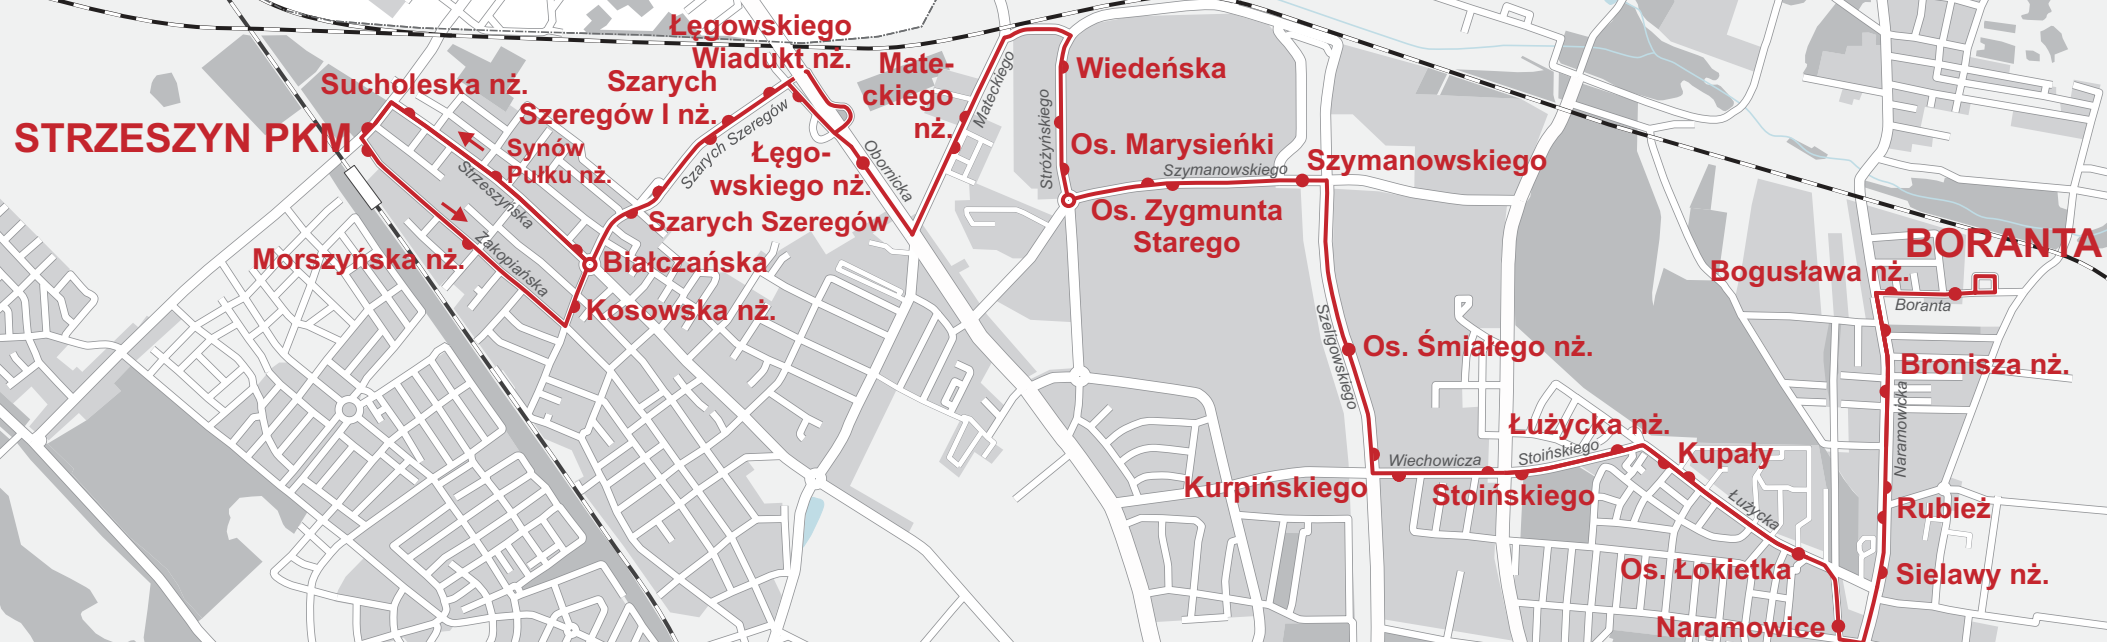 Łęgowskiego
Wiadukt nż.
Mate-
ckiego
nż.
Mateckiego
Wiedeńska
Sucholeska nż.
Szarych
Szeregów I nż.
Szarych Szeregów
STRZESZYN PKM
Synów
Pułku nż.
Strzeszyńska
Łęgo-
wskiego nż.
Obornicka
Stróżyńskiego
Os. Marysieńki
Szymanowskiego
Szymanowskiego
Os. Zygmunta
Starego
Szarych Szeregów
Morszyńska nż.
Zakopiańska
Białczańska
Kosowska nż.
BORANTA
Bogusława nż.
Boranta
Szeligowskiego
Os. Śmiałego nż.
Bronisza nż.
Naramowicka
Łużycka nż.
Wiechowicza
Stoińskiego
Kupały
Kurpińskiego
Stoińskiego
Łużycka
Rubież
Os. Łokietka
Sielawy nż.
Naramowice